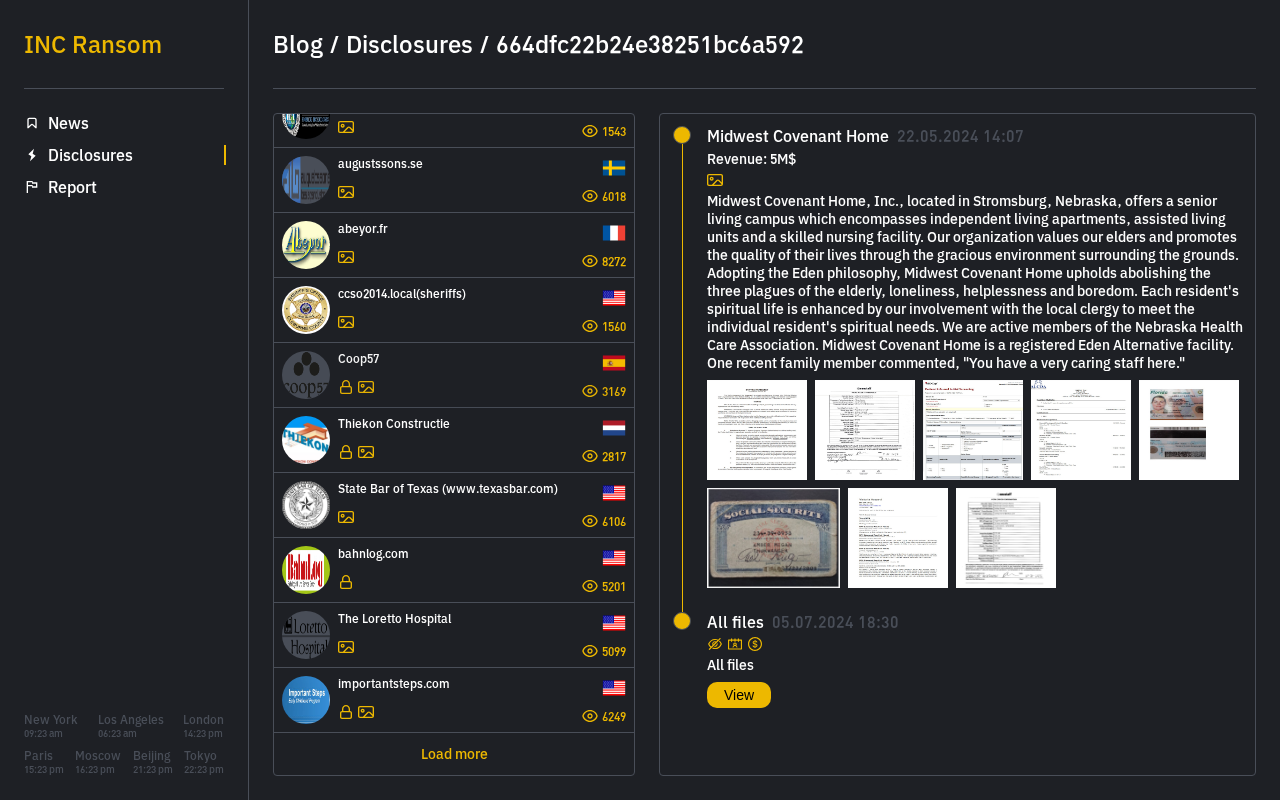 INC Ransom
Blog / Disclosures / 664dfc22b24e38251bc6a592
News
Disclosures
Report
New York
Los Angeles
London
09:23 am
06:23 am
14:23 pm
Paris
Moscow
Beijing
Tokyo
15:23 pm
16:23 pm
21:23 pm
22:23 pm
1543
augustssons.se
6018
abeyor.fr
8272
ccso2014.local(sheriffs)
1560
Coop57
3169
Thiekon Constructie
2817
State Bar of Texas (www.texasbar.com)
6106
bahnlog.com
5201
The Loretto Hospital
5099
importantsteps.com
6249
Load more
Midwest Covenant Home 22.05.2024 14:07
Revenue: 5M$
Midwest Covenant Home, Inc., located in Stromsburg, Nebraska, offers a senior
living campus which encompasses independent living apartments, assisted living
units and a skilled nursing facility. Our organization values our elders and promotes
the quality of their lives through the gracious environment surrounding the grounds.
Adopting the Eden philosophy, Midwest Covenant Home upholds abolishing the
three plagues of the elderly, loneliness, helplessness and boredom. Each resident's
spiritual life is enhanced by our involvement with the local clergy to meet the
individual resident's spiritual needs. We are active members of the Nebraska Health
Care Association. Midwest Covenant Home is a registered Eden Alternative facility.
One recent family member commented, "You have a very caring staff here."
SOCIAL SECURITY
All files 05.07.2024 18:30
All files
View